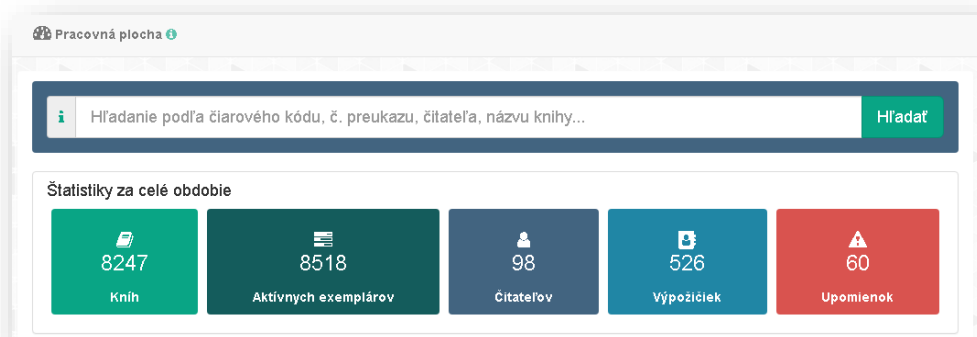 Pracovná plocha
Hľadanie podľa čiarového kódu, č. preukazu, čitateľa, názvu knihy...
Hľadať
Štatistiky za celé obdobie
8247
8518
98
526
60
Kníh
Aktívnych exemplárov
Čitateľov
Výpožičiek
Upomienok